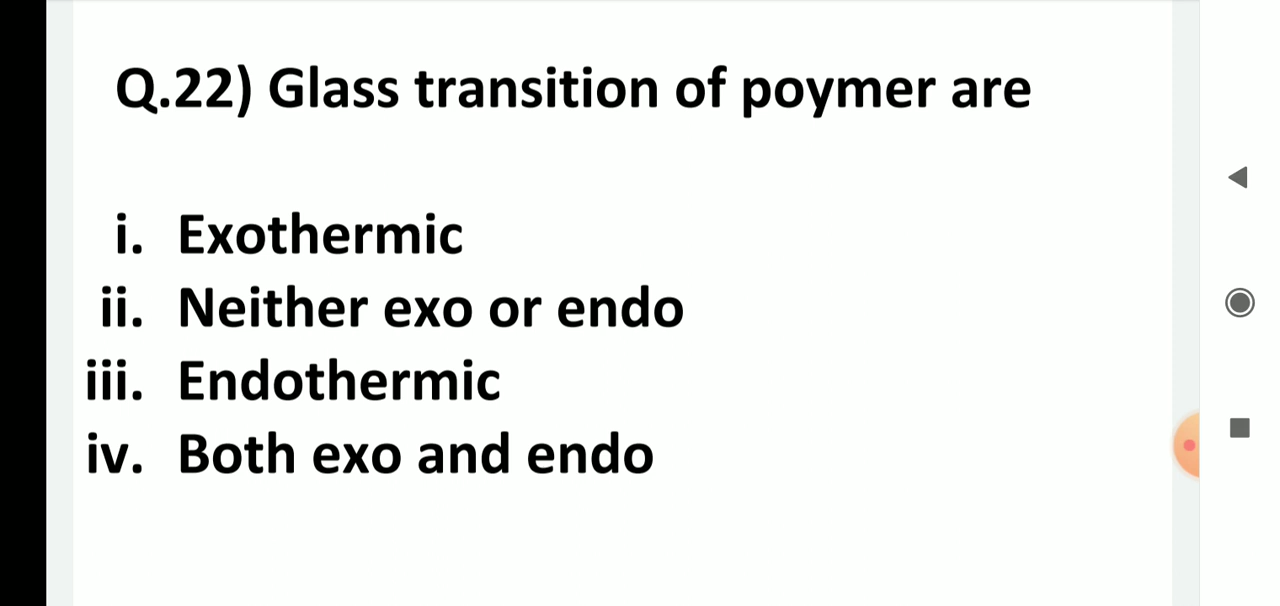 Q.22) Glass transition of poymer are
i. Exothermic
ii. Neither exo or endo
iii. Endothermic
iv. Both exo and endo